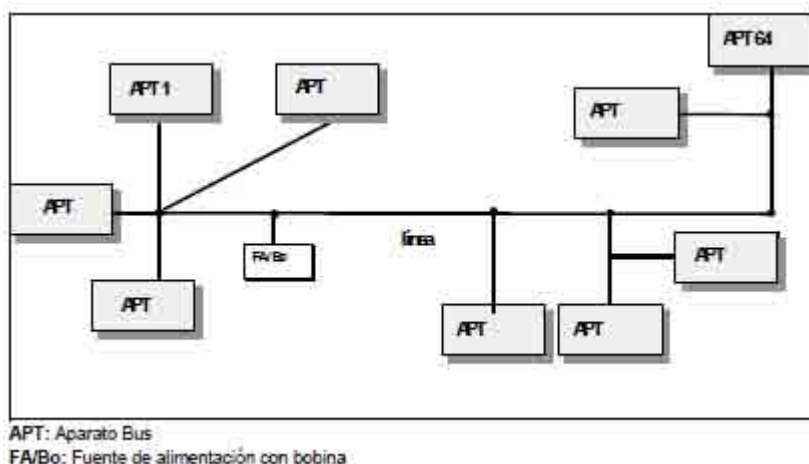 APT 64
APT 1
APT
APT
APT
FA/Bo
línea
APT
APT
APT
APT
APT: Aparato Bus
FA/Bo: Fuente de alimentación con bobina